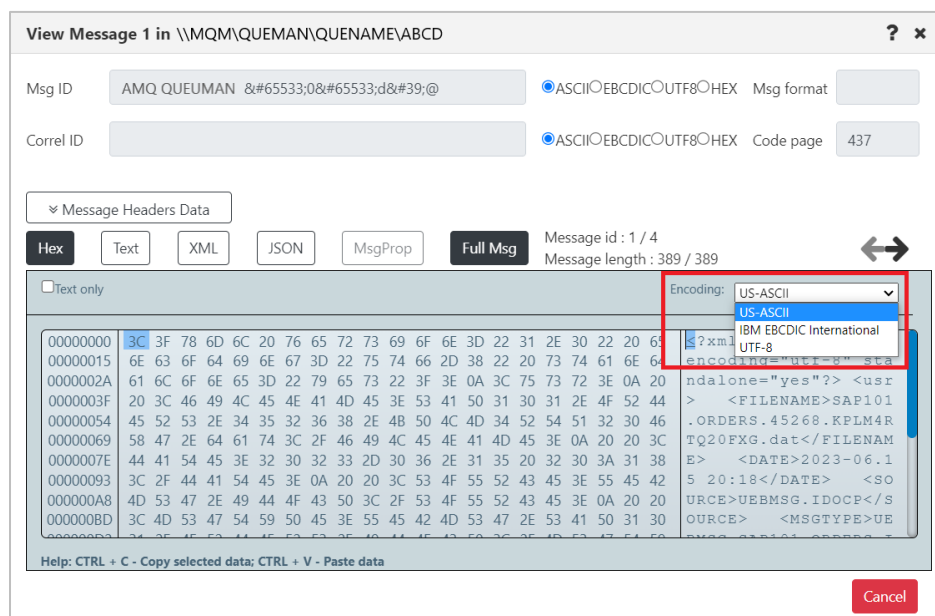 View Message 1 in \\MQM\QUEMAN\QUENAME\ABCD ? ×
Msg ID AMQ QUEUMAN &#65533;0&#65533;d&#39;@ ASCII EBCDIC UTF8 HEX Msg format
Correl ID ASCII EBCDIC UTF8 HEX Code page 437
Message Headers Data
Hex Text XML JSON MsgProp Full Msg Message id : 1 / 4
Message length : 389 / 389
Text only Encoding: US-ASCII
US-ASCII
IBM EBCDIC International
UTF-8
00000000 3C 3F 78 6D 6C 20 76 65 72 73 69 6F 6E 3D 22 31 2E 30 22 20 65 <?xml
00000015 6E 63 6F 64 69 6E 67 3D 22 75 74 66 2D 38 22 20 73 74 61 6E 64 encoding="utf-8" sta
0000002A 61 6C 6F 6E 65 3D 22 79 65 73 22 3F 3E 0A 3C 75 73 72 3E 0A 20 ndalone="yes"?> <usr
0000003F 20 3C 46 49 4C 45 4E 41 4D 45 3E 53 41 50 31 30 31 2E 4F 52 44 > <FILENAME>SAP101
00000054 45 52 53 2E 34 35 32 36 38 2E 4B 50 4C 4D 34 52 54 51 32 30 46 .ORDERS.45268.KPLM4R
00000069 58 47 2E 64 61 74 3C 2F 46 49 4C 45 4E 41 4D 45 3E 0A 20 20 3C TQ20FXG.dat</FILENAM
0000007E 44 41 54 45 3E 32 30 32 33 2D 30 36 2E 31 35 20 32 30 3A 31 38 E> <DATE>2023-06.1
00000093 3C 2F 44 41 54 45 3E 0A 20 20 3C 53 4F 55 52 43 45 3E 55 45 42 5 20:18</DATE> <SO
000000A8 4D 53 47 2E 49 44 4F 43 50 3C 2F 53 4F 55 52 43 45 3E 0A 20 20 URCE>UEBMSG.IDOCP</S
000000BD 3C 4D 53 47 54 59 50 45 3E 55 45 42 4D 53 47 2E 53 41 50 31 30 OURCE> <MSGTYPE>UE
Help: CTRL + C - Copy selected data; CTRL + V - Paste data
Cancel